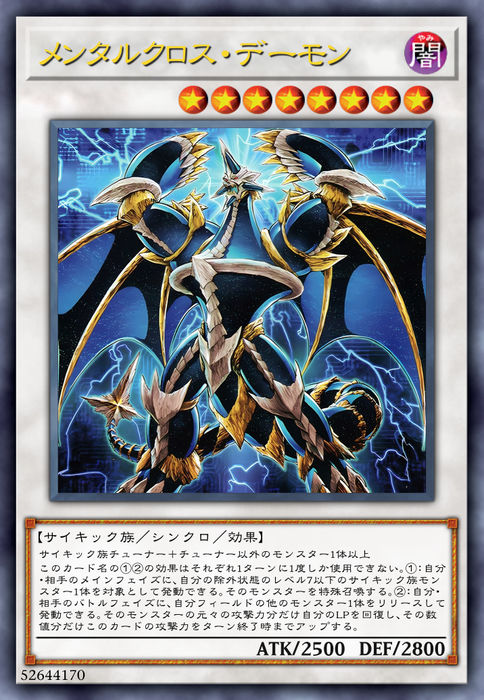 メンタルクロス・デーモン
やみ
闇
【サイキック族／シンクロ／効果】
サイキック族チューナー＋チューナー以外のモンスター1体以上
このカード名の①②の効果はそれぞれ1ターンに1度しか使用できない。①：自分
・相手のメインフェイズに、自分の除外状態のレベル7以下のサイキック族モン
スター1体を対象として発動できる。そのモンスターを特殊召喚する。②：自分・
相手のバトルフェイズに、自分フィールドの他のモンスター1体をリリースして
発動できる。そのモンスターの元々の攻撃力分だけ自分のLPを回復し、その数
値分だけこのカードの攻撃力をターン終了時までアップする。
ATK/2500 DEF/2800
52644170